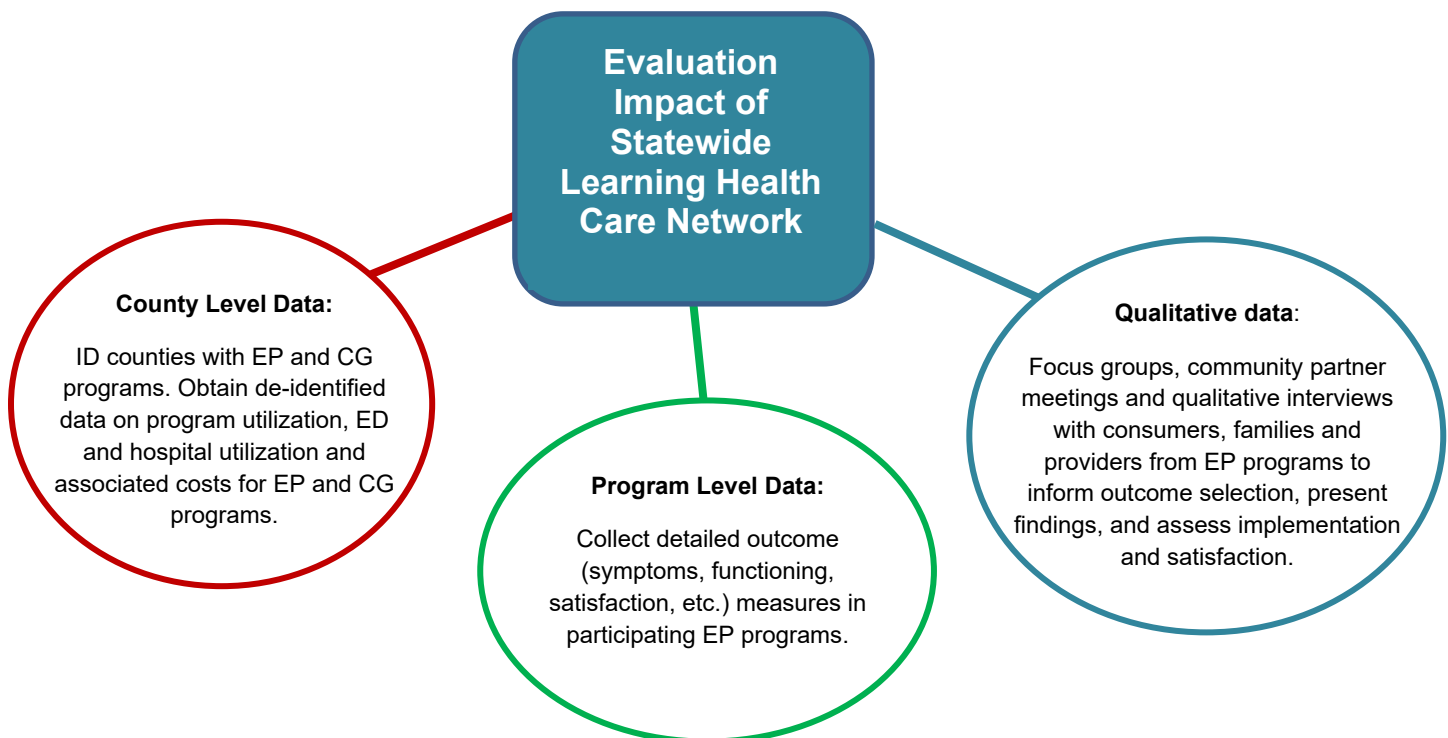 Evaluation
Impact of
Statewide
Learning Health
Care Network
County Level Data:
ID counties with EP and CG
programs. Obtain de-identified
data on program utilization, ED
and hospital utilization and
associated costs for EP and CG
programs.
Program Level Data:
Collect detailed outcome
(symptoms, functioning,
satisfaction, etc.) measures in
participating EP programs.
Qualitative data:
Focus groups, community partner
meetings and qualitative interviews
with consumers, families and
providers from EP programs to
inform outcome selection, present
findings, and assess implementation
and satisfaction.